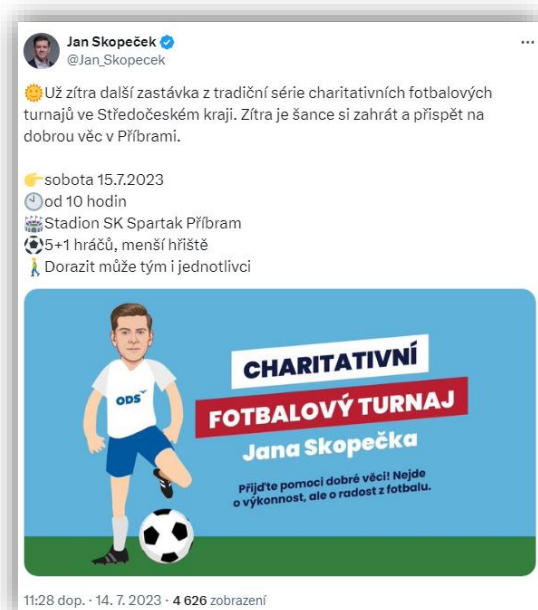 Jan Skopeček
@Jan_Skopecek
Už zítra další zastávka z tradiční série charitativních fotbalových
turnajů ve Středočeském kraji. Zítra je šance si zahrát a přispět na
dobrou věc v Příbrami.
sobota 15.7.2023
od 10 hodin
Stadion SK Spartak Příbram
5+1 hráčů, menší hřiště
Dorazit může tým i jednotlivci
ODS
CHARITATIVNÍ
FOTBALOVÝ TURNAJ
Jana Skopečka
Přijďte pomoci dobré věci! Nejde
o výkonnost, ale o radost z fotbalu.
11:28 dop. · 14. 7. 2023 · 4 626 zobrazení